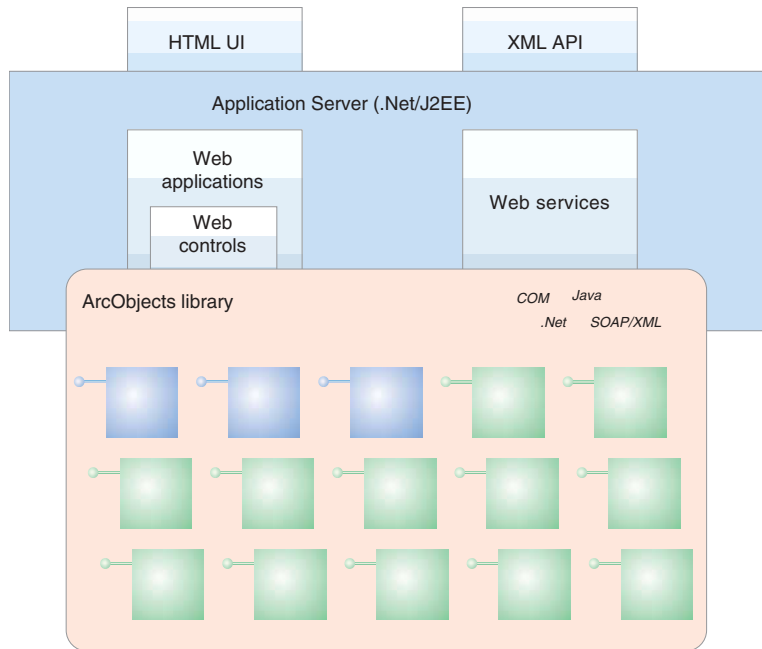 HTML UI
XML API
Application Server (.Net/J2EE)
Web
applications
Web
controls
Web services
ArcObjects library
COM
Java
.Net
SOAP/XML